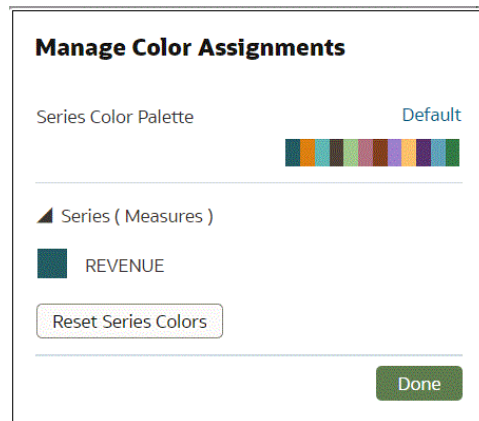 Manage Color Assignments
Series Color Palette Default
Series ( Measures )
REVENUE
Reset Series Colors
Done